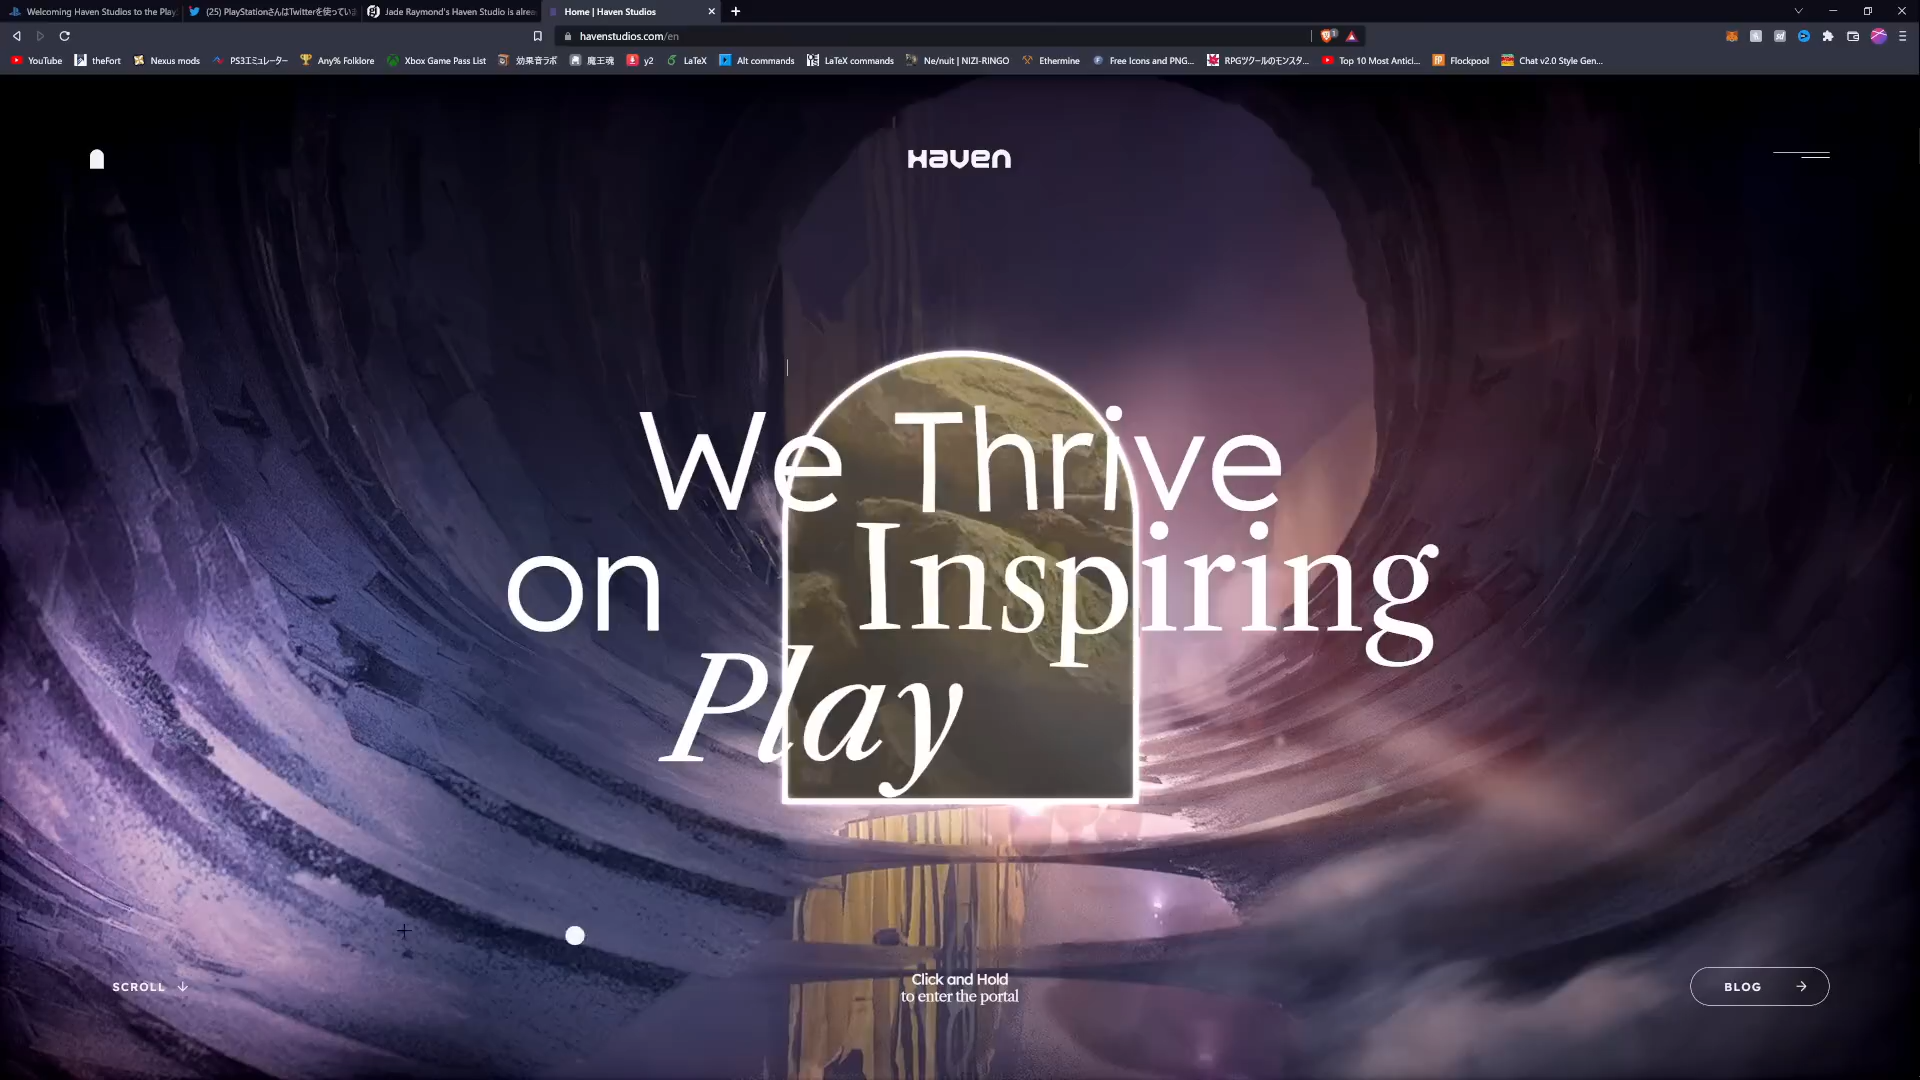 Welcoming Haven Studios to the Play
(25) PlayStationさんはTwitterを使っていま
Jade Raymond's Haven Studio is alrea
Home | Haven Studios
havenstudios.com/en
YouTube
theFort
Nexus mods
PS3エミュレーター
Any% Folklore
Xbox Game Pass List
効果音ラボ
魔王魂
y2
LaTeX
Alt commands
LaTeX commands
Ne/nuit | NIZI-RINGO
Ethermine
Free Icons and PNG...
RPGツクールのモンスタ...
Top 10 Most Antici...
Flockpool
Chat v2.0 Style Gen...
Haven
We Thrive
on Inspiring
Play
SCROLL
Click and Hold
to enter the portal
BLOG